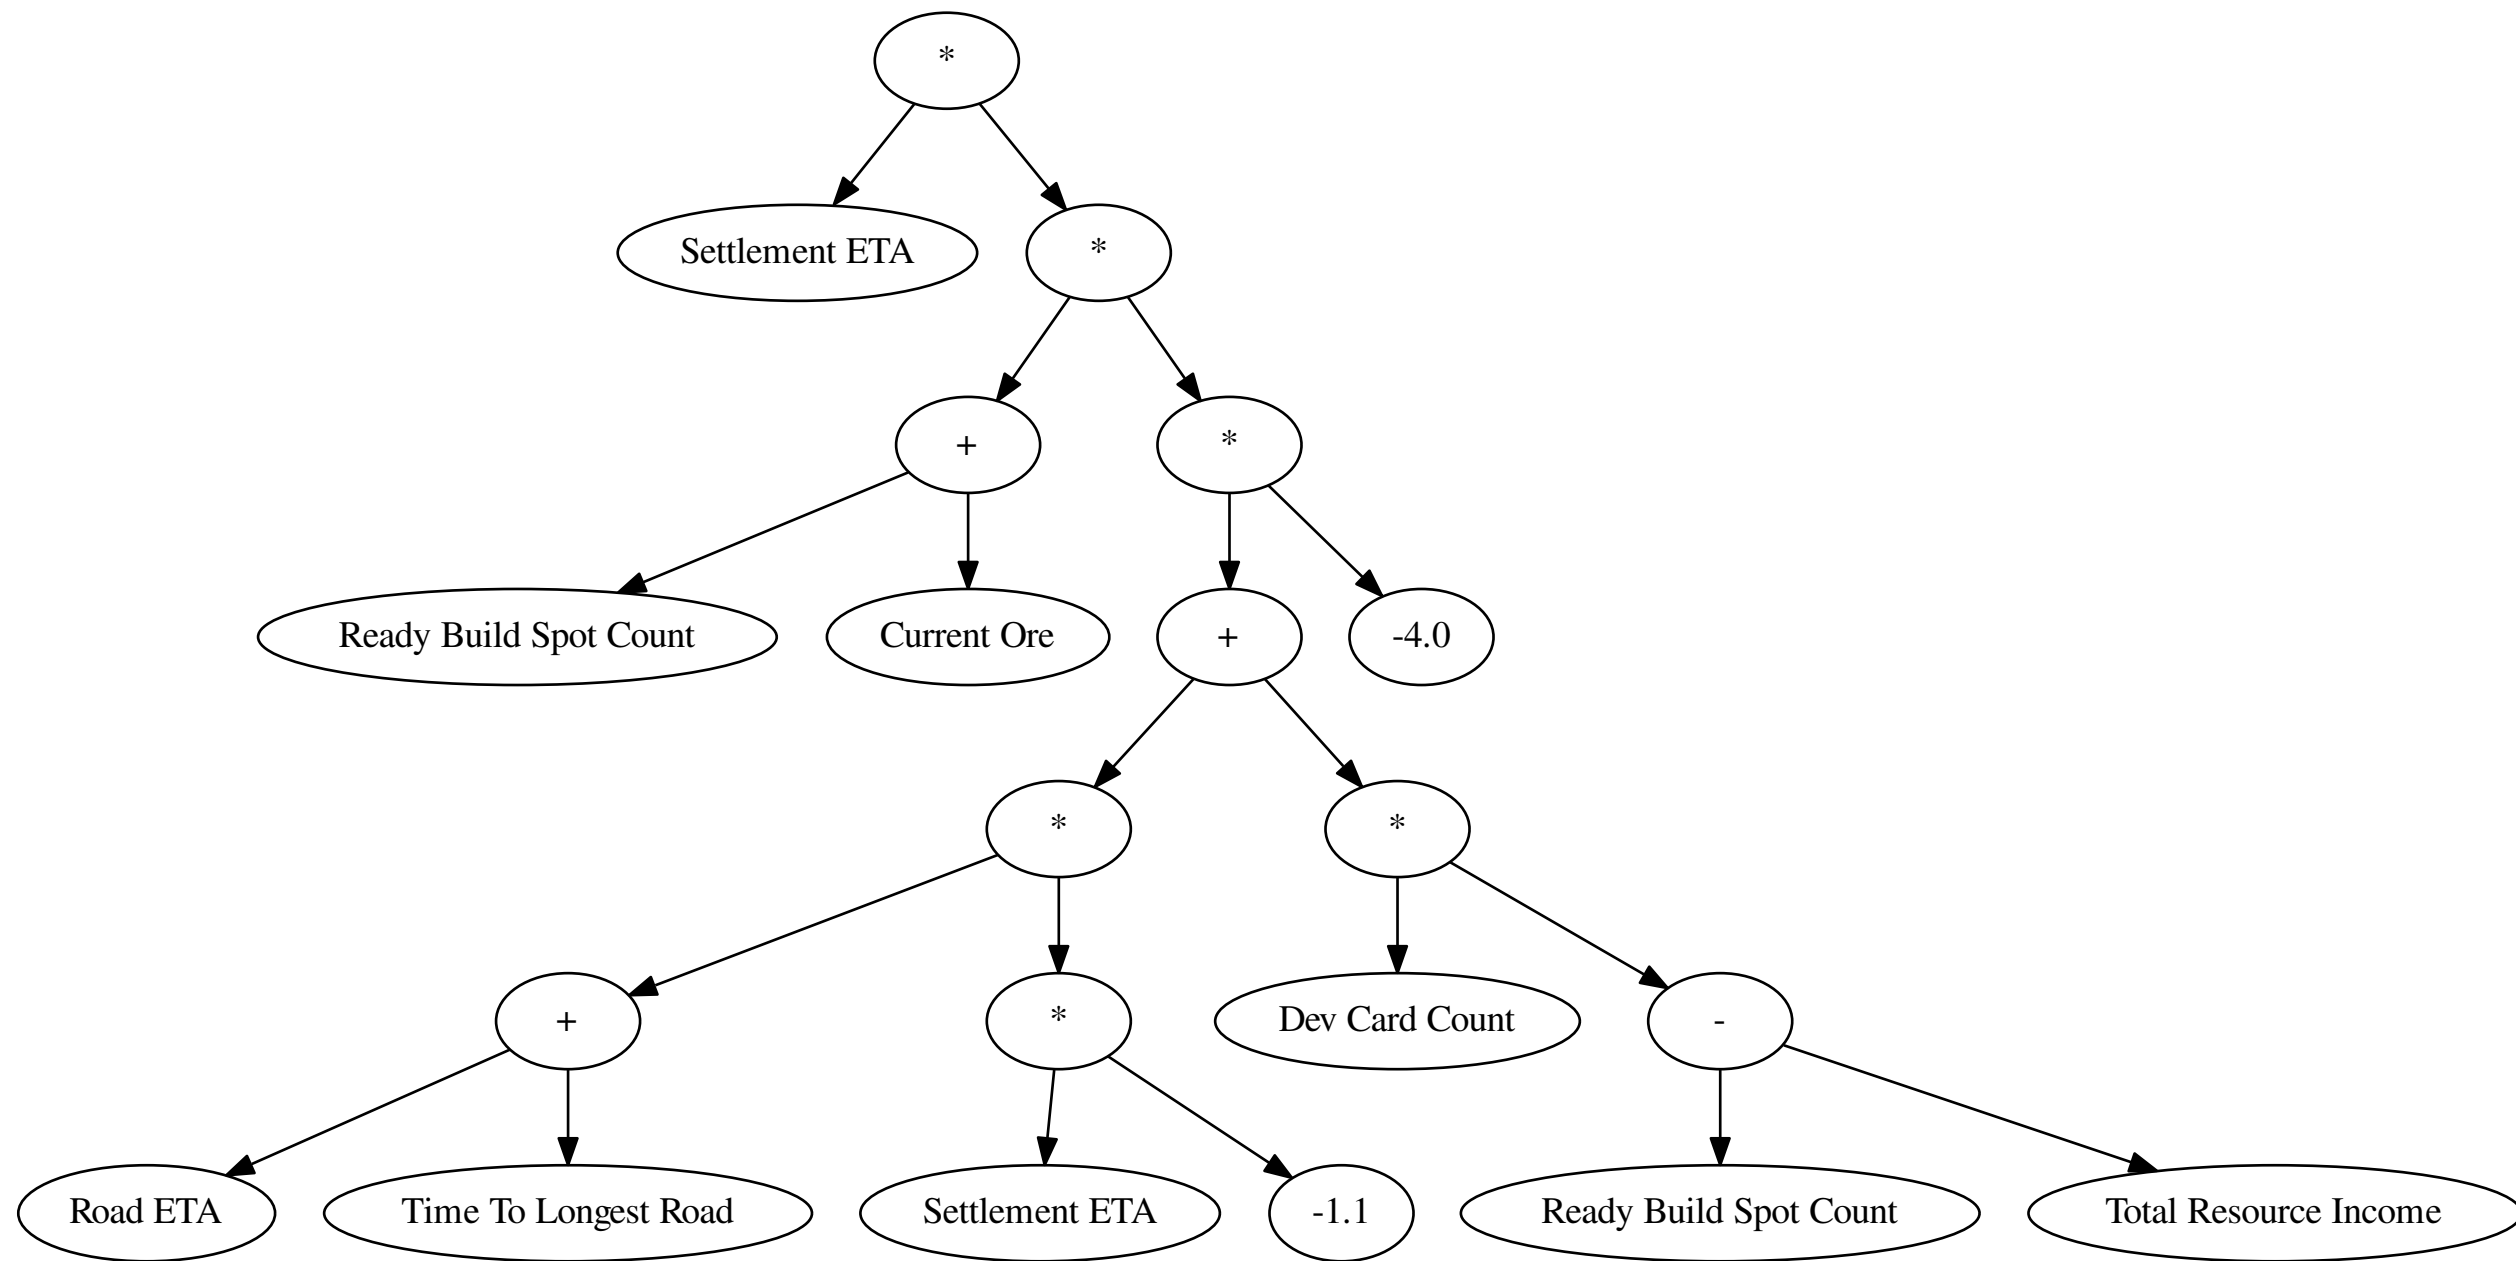 *
Settlement ETA
*
+
*
Ready Build Spot Count
Current Ore
+
-4.0
*
*
+
*
Dev Card Count
-
Road ETA
Time To Longest Road
Settlement ETA
-1.1
Ready Build Spot Count
Total Resource Income